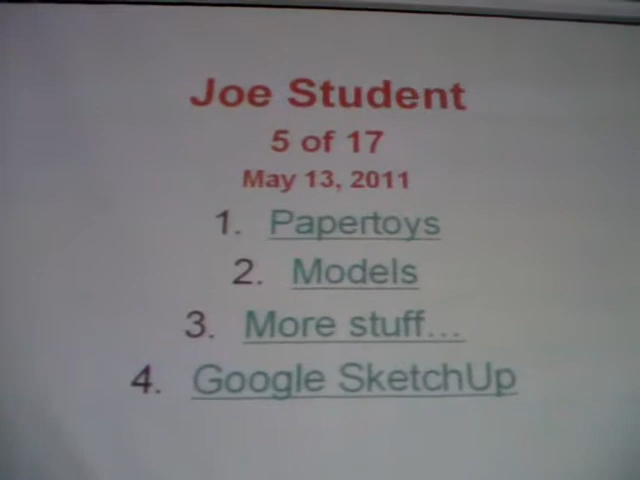 Joe Student
5 of 17
May 13, 2011
1. Papertoys
2. Models
3. More stuff...
4. Google SketchUp